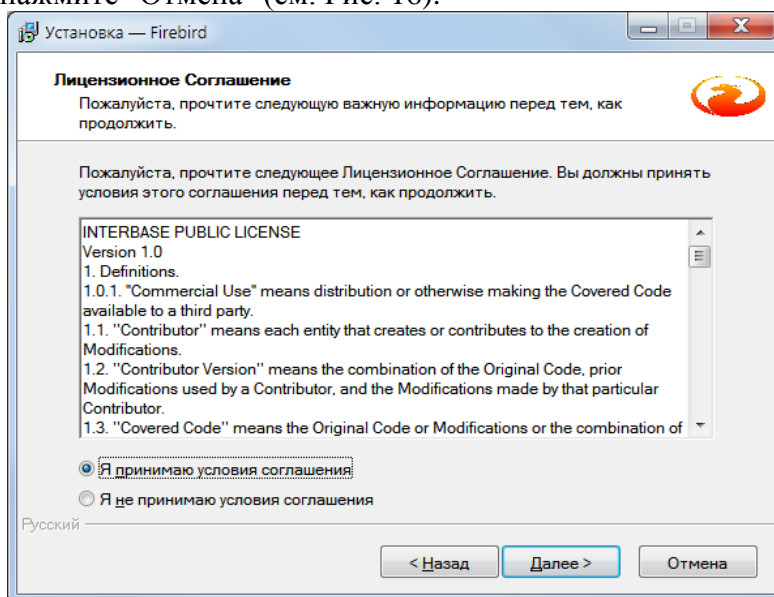 нажмите "Отмена" (см. Рис. 18).
Установка — Firebird
Лицензионное Соглашение
Пожалуйста, прочтите следующую важную информацию перед тем, как
продолжить.
Пожалуйста, прочтите следующее Лицензионное Соглашение. Вы должны принять
условия этого соглашения перед тем, как продолжить.
INTERBASE PUBLIC LICENSE
Version 1.0
1. Definitions.
1.0.1. "Commercial Use" means distribution or otherwise making the Covered Code
available to a third party.
1.1. ''Contributor'' means each entity that creates or contributes to the creation of
Modifications.
1.2. ''Contributor Version'' means the combination of the Original Code, prior
Modifications used by a Contributor, and the Modifications made by that particular
Contributor.
1.3. ''Covered Code'' means the Original Code or Modifications or the combination of
Я принимаю условия соглашения
Я не принимаю условия соглашения
Русский
< Назад
Далее >
Отмена